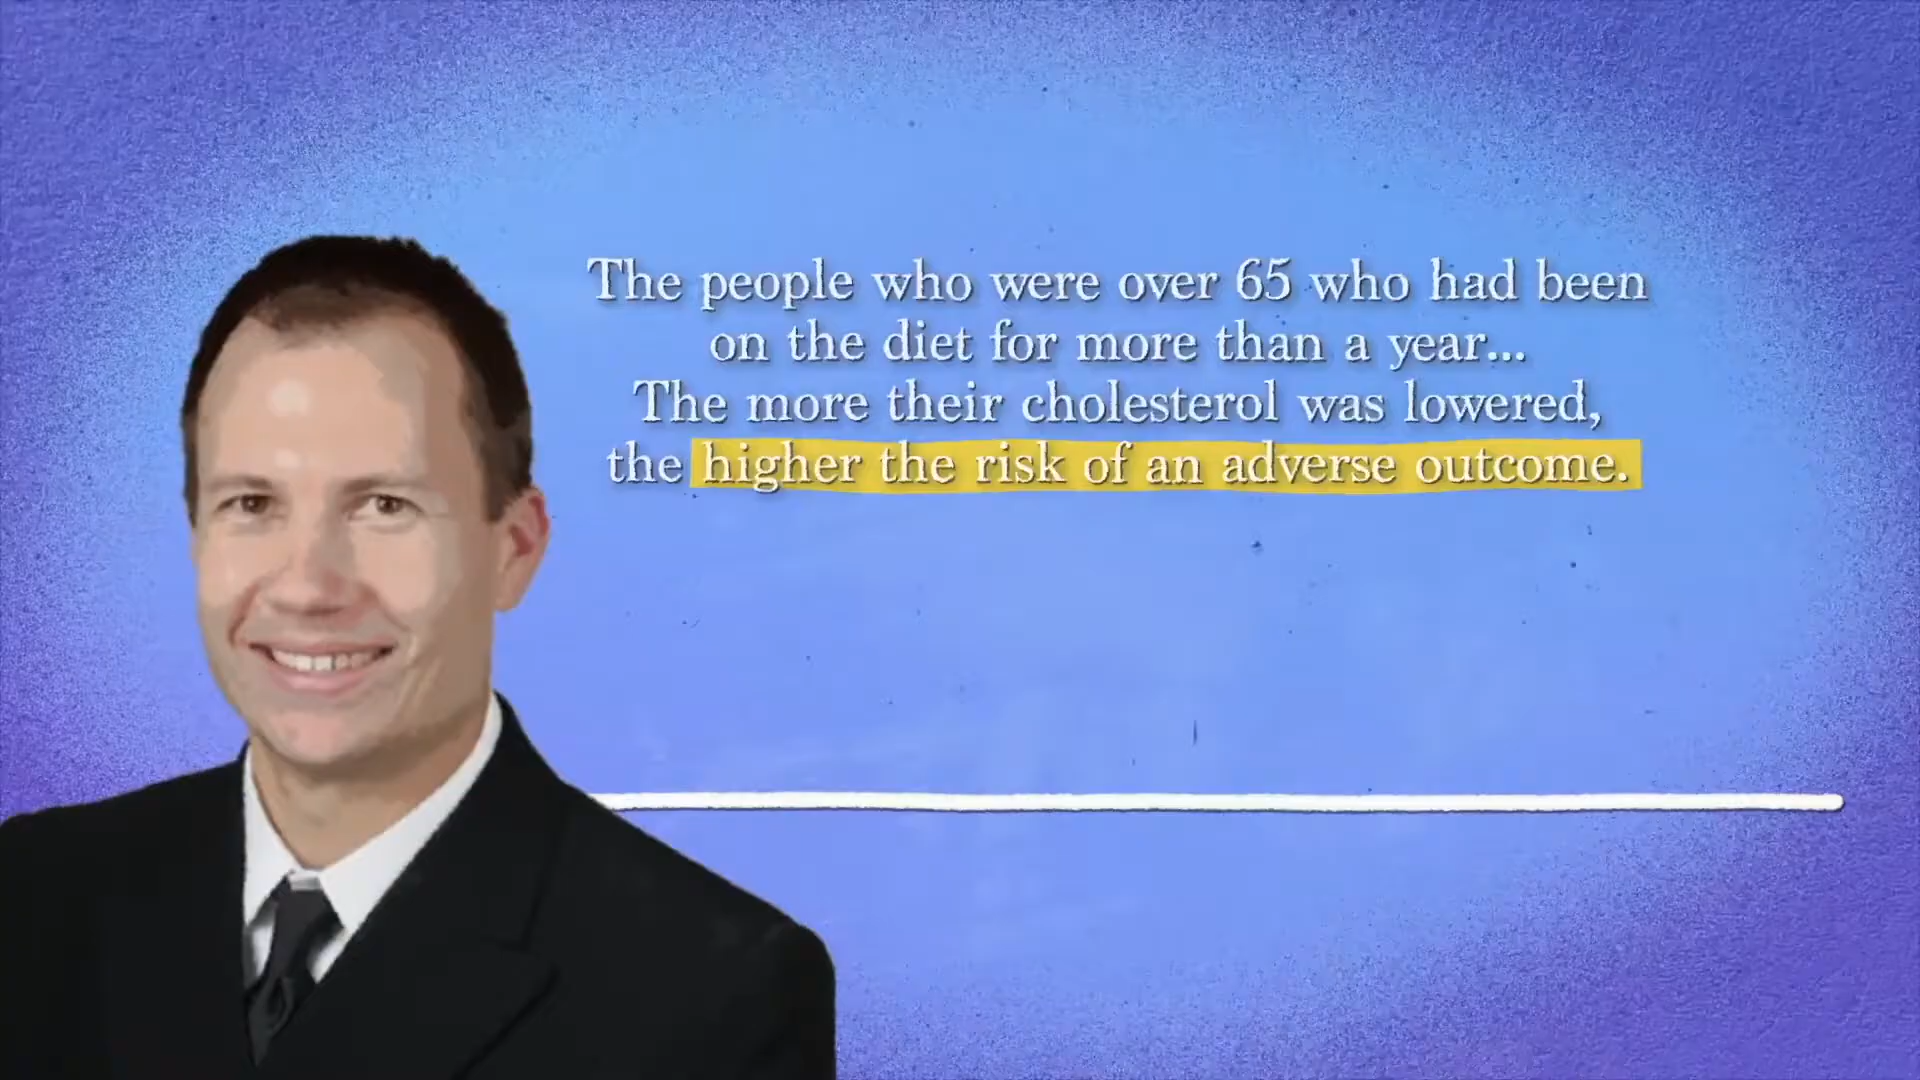 The people who were over 65 who had been
on the diet for more than a year...
The more their cholesterol was lowered,
the higher the risk of an adverse outcome.